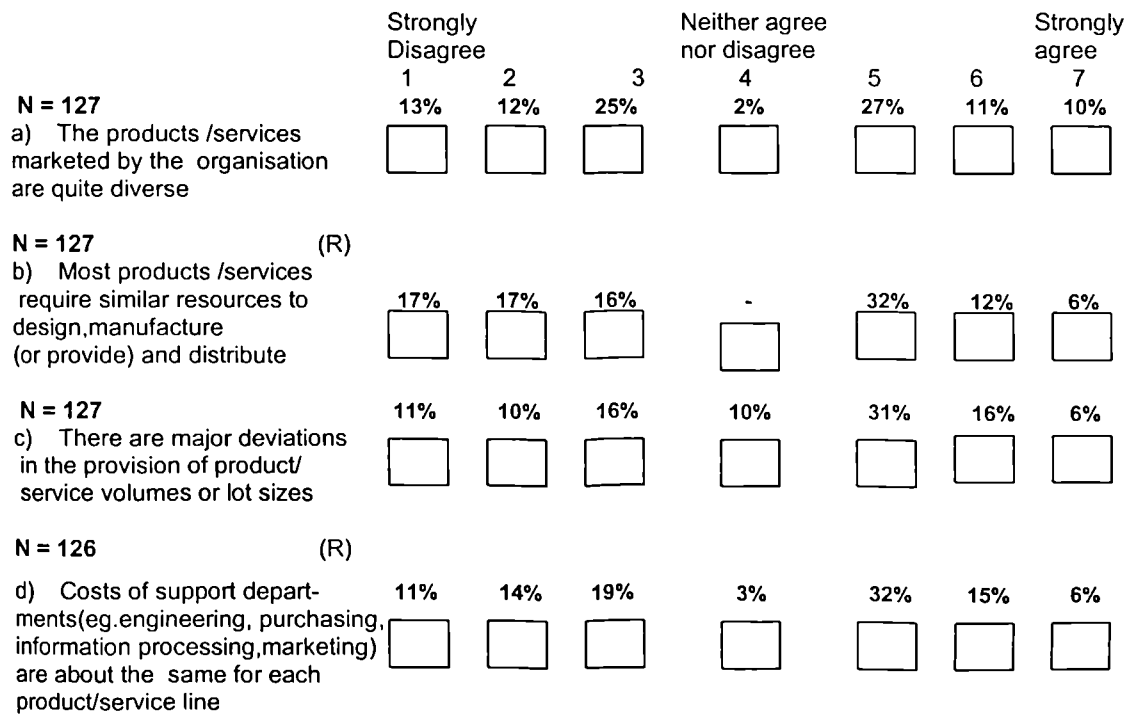 Strongly Neither agree Strongly
Disagree nor disagree agree
1 2 3 4 5 6 7
N = 127 13% 12% 25% 2% 27% 11% 10%
a) The products /services
marketed by the organisation
are quite diverse
N = 127 (R)
b) Most products /services
require similar resources to 17% 17% 16% - 32% 12% 6%
design,manufacture
(or provide) and distribute
N = 127 11% 10% 16% 10% 31% 16% 6%
c) There are major deviations
in the provision of product/
service volumes or lot sizes
N = 126 (R)
d) Costs of support depart- 11% 14% 19% 3% 32% 15% 6%
ments(eg.engineering, purchasing,
information processing,marketing)
are about the same for each
product/service line